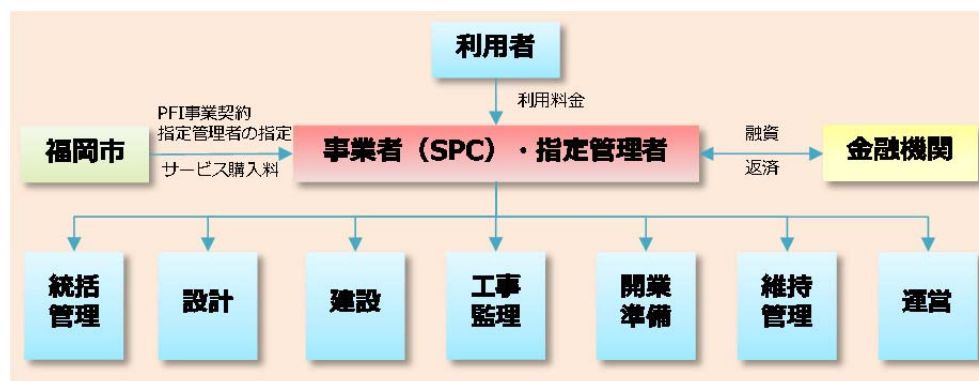 利用者
利用料金
PFI事業契約
指定管理者の指定
福岡市
サービス購入料
事業者（SPC）・指定管理者
融資
返済
金融機関
統括
管理
設計
建設
工事
監理
開業
準備
維持
管理
運営